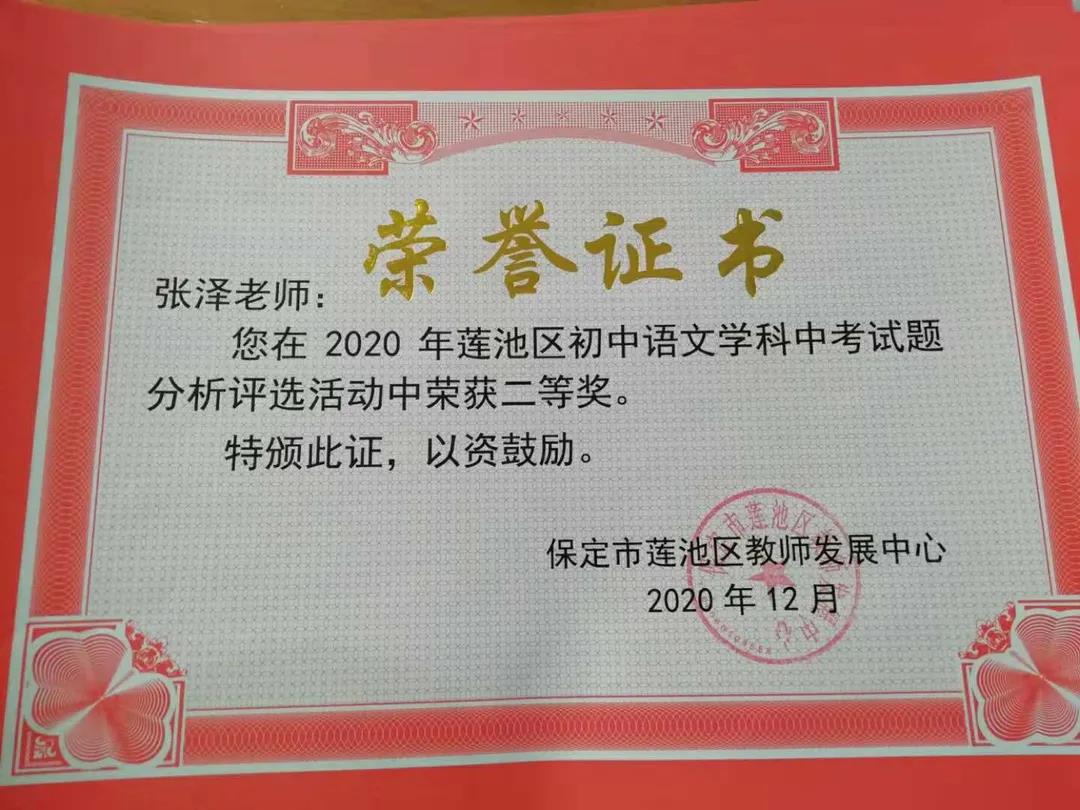 荣誉证书
张泽老师：
您在 2020 年莲池区初中语文学科中考试题
分析评选活动中荣获二等奖。
特颁此证，以资鼓励。
保定市莲池区教师发展中心
2020 年 12 月